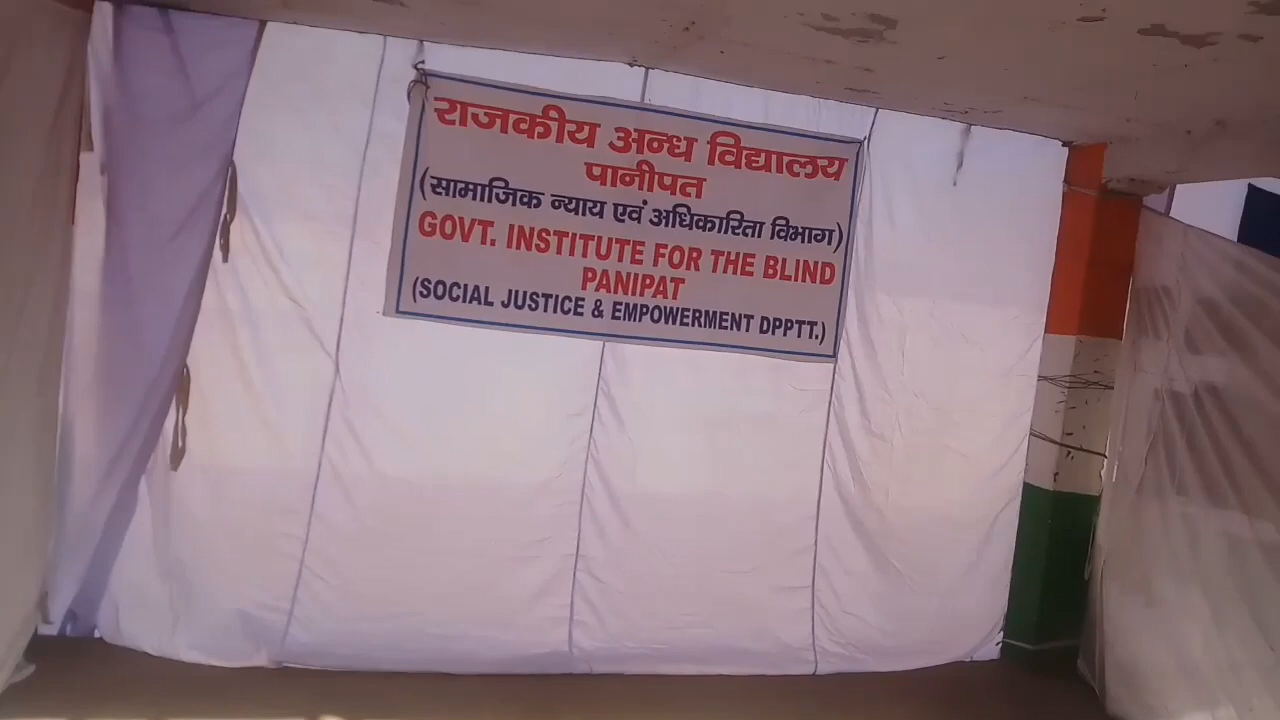 राजकीय अन्ध विद्यालय
पानीपत
(सामाजिक न्याय एवं अधिकारिता विभाग)
GOVT. INSTITUTE FOR THE BLIND
PANIPAT
(SOCIAL JUSTICE & EMPOWERMENT DPPTT.)